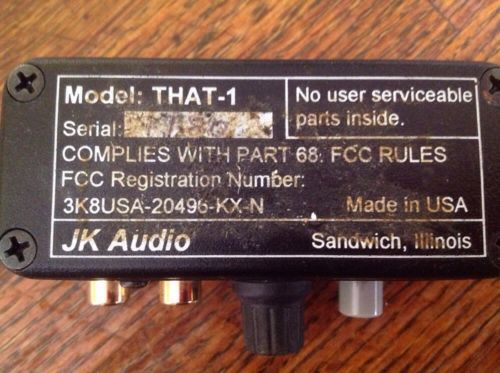 Model: THAT-1
No user serviceable
parts inside.
Serial:
COMPLIES WITH PART 68, FCC RULES
FCC Registration Number:
3K8USA-20496-KX-N Made in USA
JK Audio Sandwich, Illinois